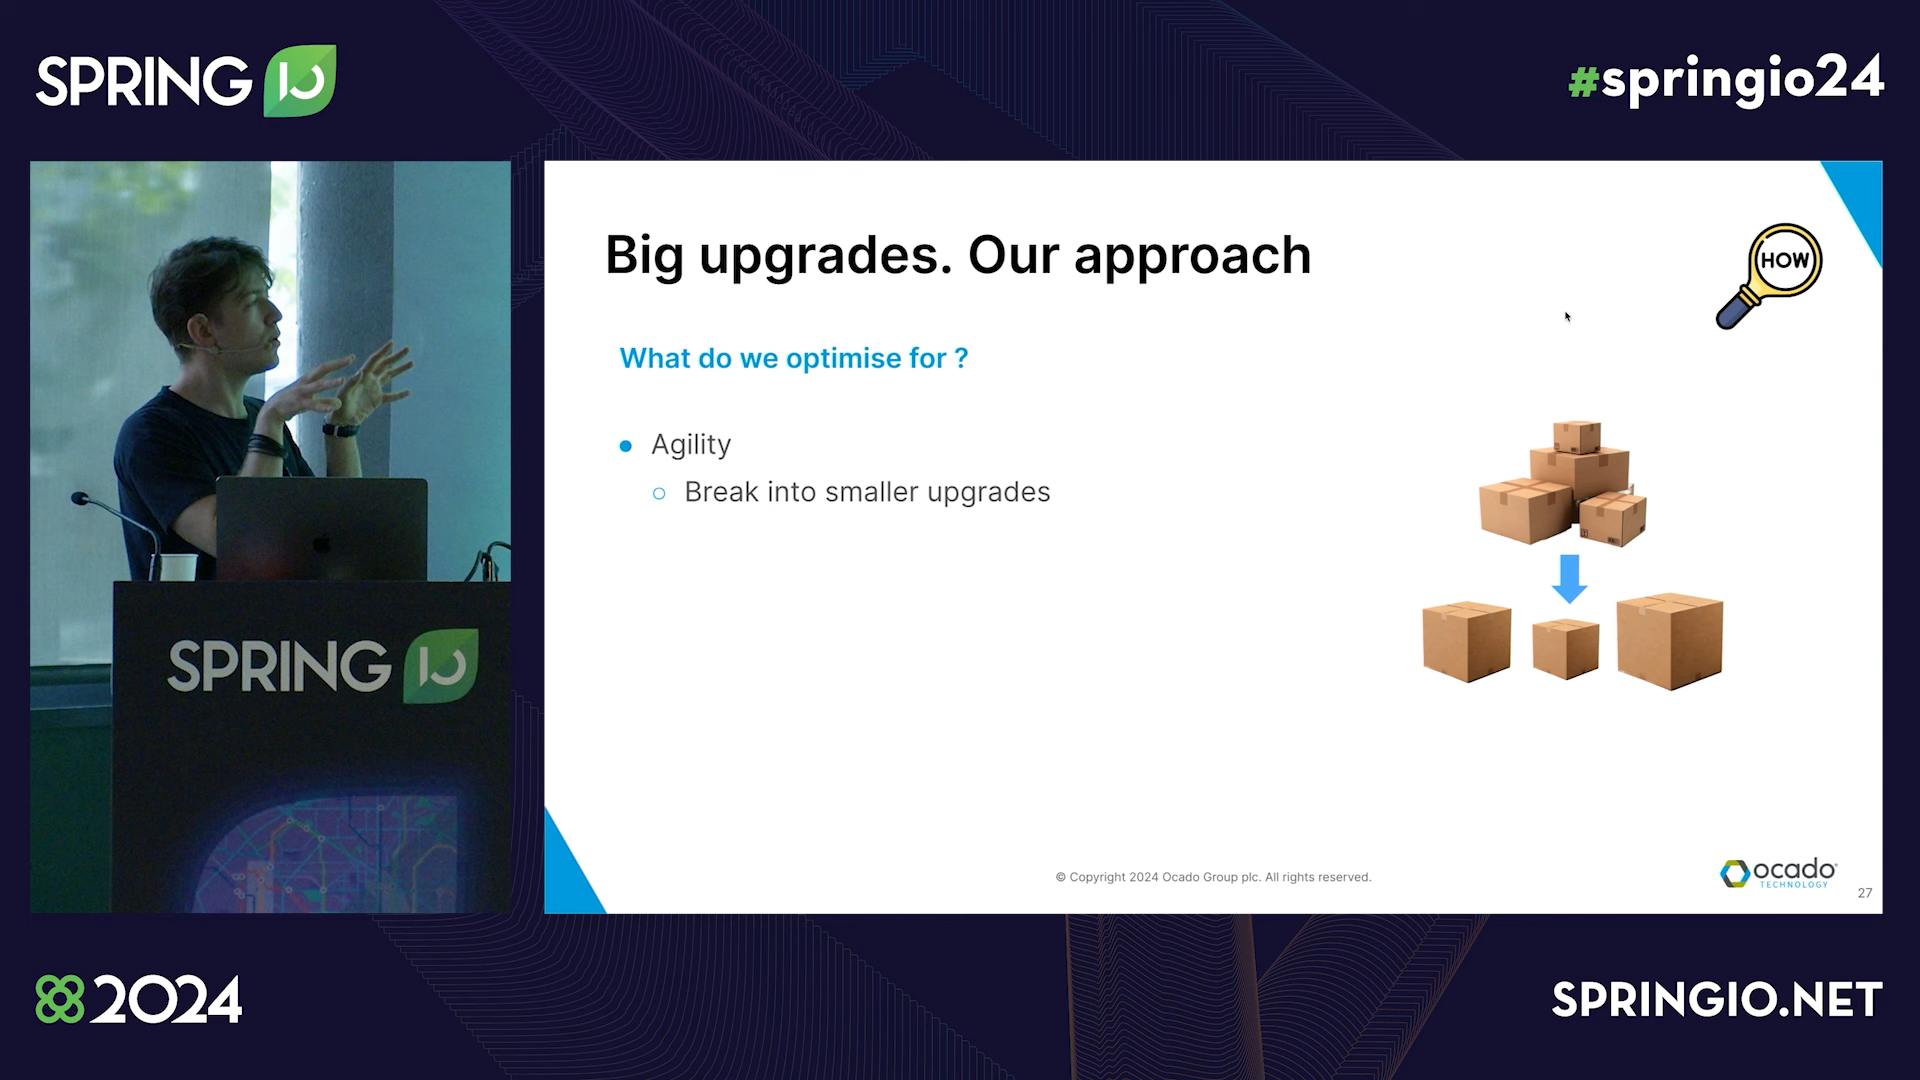 SPRING IO
#springio24
Big upgrades. Our approach
HOW
What do we optimise for ?
Agility
Break into smaller upgrades
SPRING IO
© Copyright 2024 Ocado Group plc. All rights reserved.
ocado
TECHNOLOGY
27
2024
SPRINGIO.NET